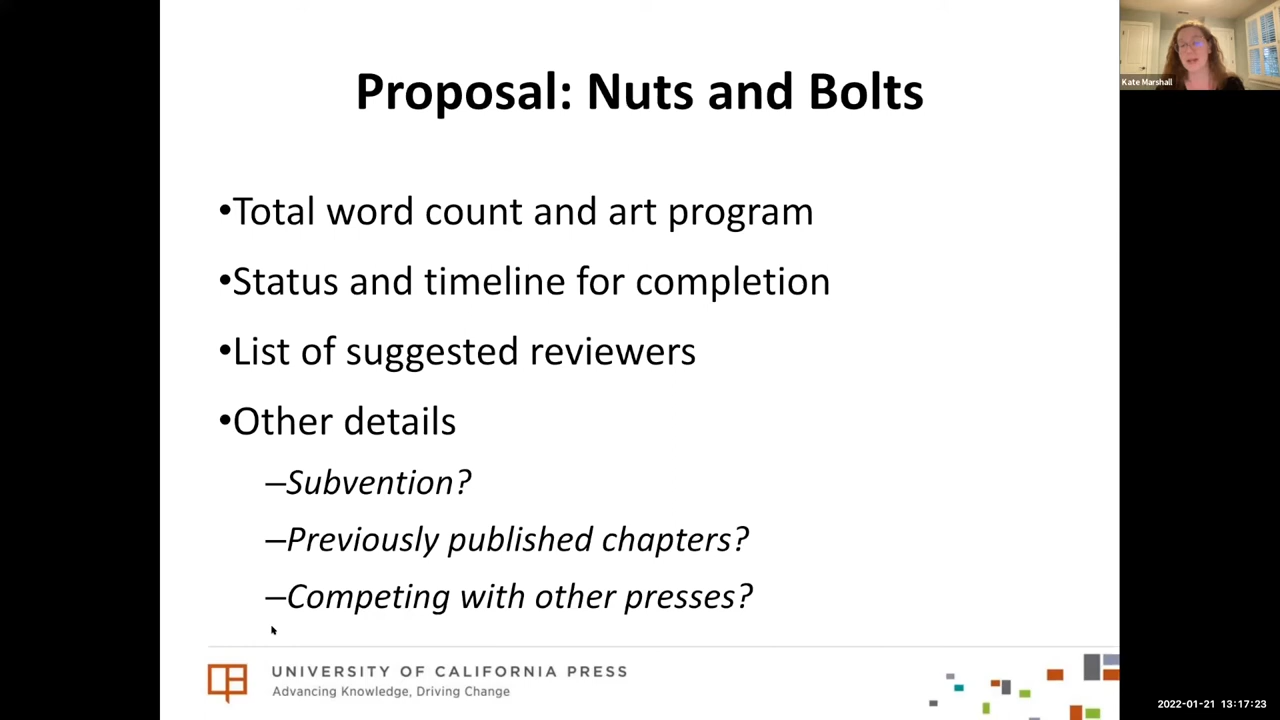 Proposal: Nuts and Bolts
Kate Marshall
•Total word count and art program
•Status and timeline for completion
•List of suggested reviewers
•Other details
–Subvention?
–Previously published chapters?
–Competing with other presses?
UNIVERSITY OF CALIFORNIA PRESS
Advancing Knowledge, Driving Change
2022-01-21 13:17:23